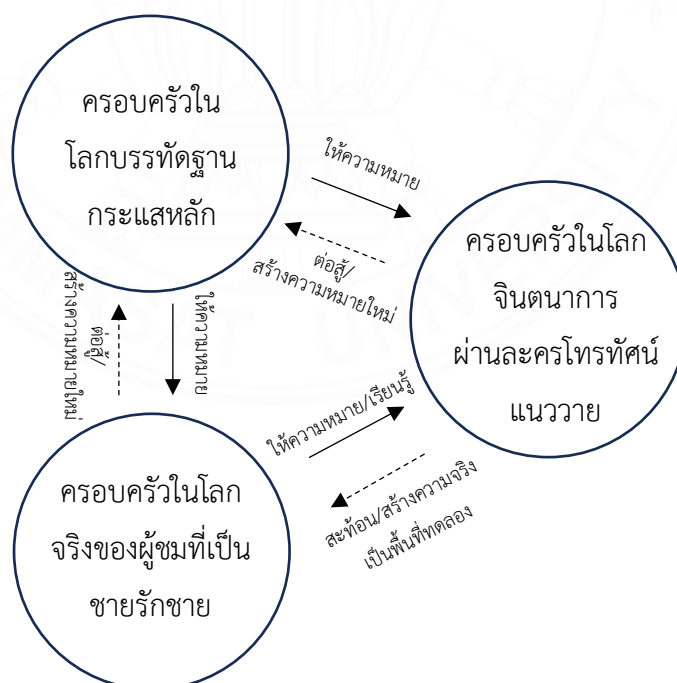 ครอบครัวใน
โลกบรรทัดฐาน
กระแสหลัก
ให้ความหมาย
ต่อสู้/
สร้างความหมายใหม่
ครอบครัวในโลก
จินตนาการ
ผ่านละครโทรทัศน์
แนววาย
ต่อสู้/
สร้างความหมายใหม่
ให้ความหมาย
ให้ความหมาย/เรียนรู้
สะท้อน/สร้างความจริง
เป็นพื้นที่ทดลอง
ครอบครัวในโลก
จริงของผู้ชมที่เป็น
ชายรักชาย